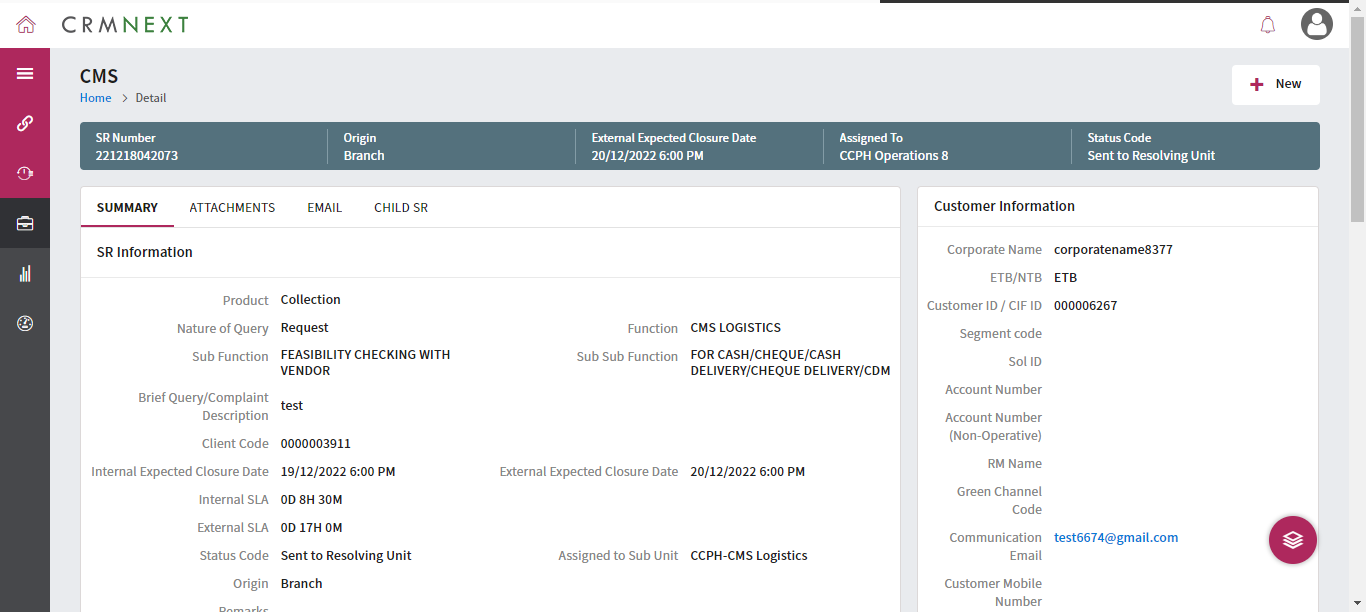 CRMNEXT
CMS
Home > Detail
New
SR Number
221218042073
Origin
Branch
External Expected Closure Date
20/12/2022 6:00 PM
Assigned To
CCPH Operations 8
Status Code
Sent to Resolving Unit
SUMMARY ATTACHMENTS EMAIL CHILD SR
SR Information
Product Collection
Nature of Query Request
Function CMS LOGISTICS
Sub Function FEASIBILITY CHECKING WITH
VENDOR
Sub Sub Function FOR CASH/CHEQUE/CASH
DELIVERY/CHEQUE DELIVERY/CDM
Brief Query/Complaint
Description
test
Client Code 0000003911
Internal Expected Closure Date 19/12/2022 6:00 PM
External Expected Closure Date 20/12/2022 6:00 PM
Internal SLA 0D 8H 30M
External SLA 0D 17H 0M
Status Code Sent to Resolving Unit
Assigned to Sub Unit CCPH-CMS Logistics
Origin Branch
Remarks
Customer Information
Corporate Name corporatename8377
ETB/NTB ETB
Customer ID / CIF ID 000006267
Segment code
Sol ID
Account Number
Account Number
(Non-Operative)
RM Name
Green Channel
Code
Communication
Email
test6674@gmail.com
Customer Mobile
Number